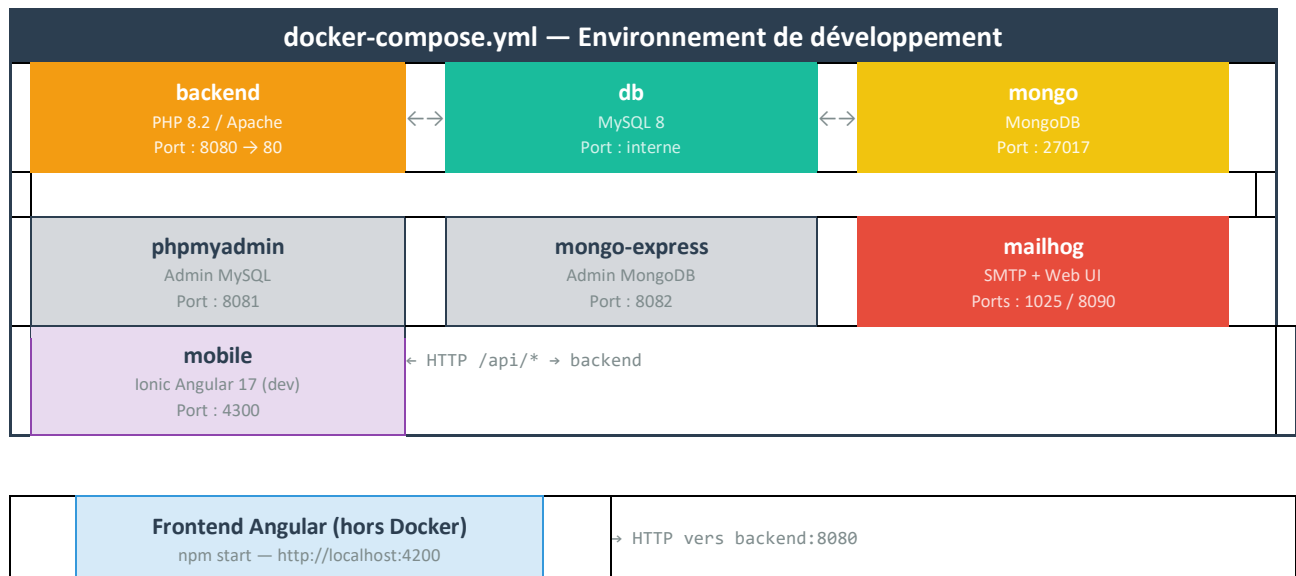 docker-compose.yml — Environnement de développement
backend
PHP 8.2 / Apache
Port : 8080 → 80
←→
db
MySQL 8
Port : interne
←→
mongo
MongoDB
Port : 27017
phpmyadmin
Admin MySQL
Port : 8081
mongo-express
Admin MongoDB
Port : 8082
mailhog
SMTP + Web UI
Ports : 1025 / 8090
mobile
Ionic Angular 17 (dev)
Port : 4300
← HTTP /api/* → backend
Frontend Angular (hors Docker)
npm start — http://localhost:4200
→ HTTP vers backend:8080